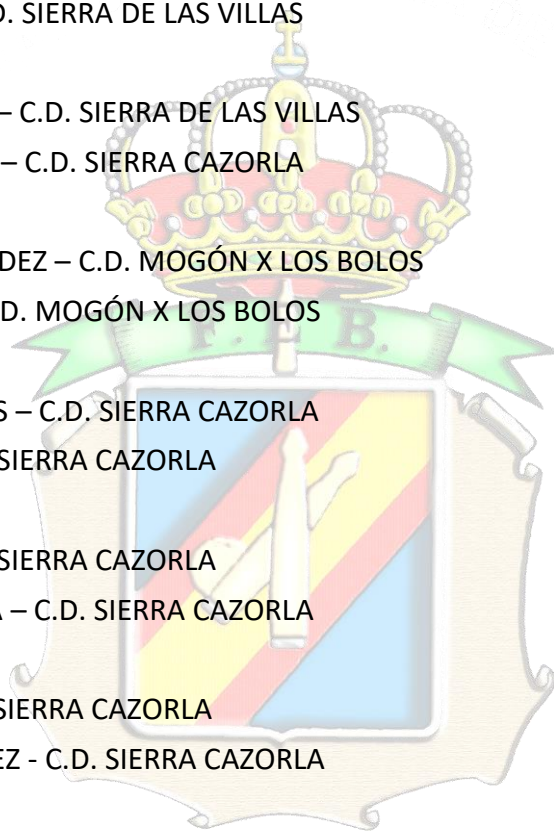 D. SIERRA DE LAS VILLAS
– C.D. SIERRA DE LAS VILLAS
– C.D. SIERRA CAZORLA
DEZ – C.D. MOGÓN X LOS BOLOS
D. MOGÓN X LOS BOLOS
F. E. B.
S – C.D. SIERRA CAZORLA
SIERRA CAZORLA
SIERRA CAZORLA
A – C.D. SIERRA CAZORLA
SIERRA CAZORLA
EZ - C.D. SIERRA CAZORLA